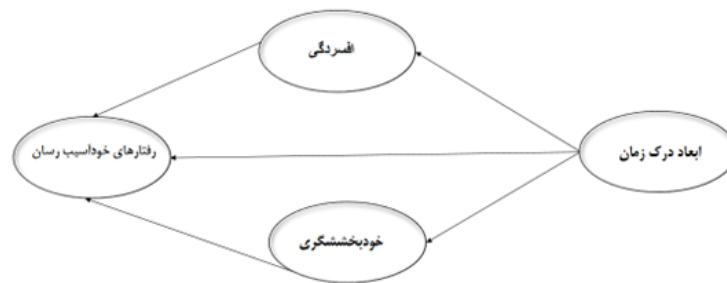 افسردگی
ابعاد درک زمان
رفتارهای خودآسیب رسان
خودبخششگری